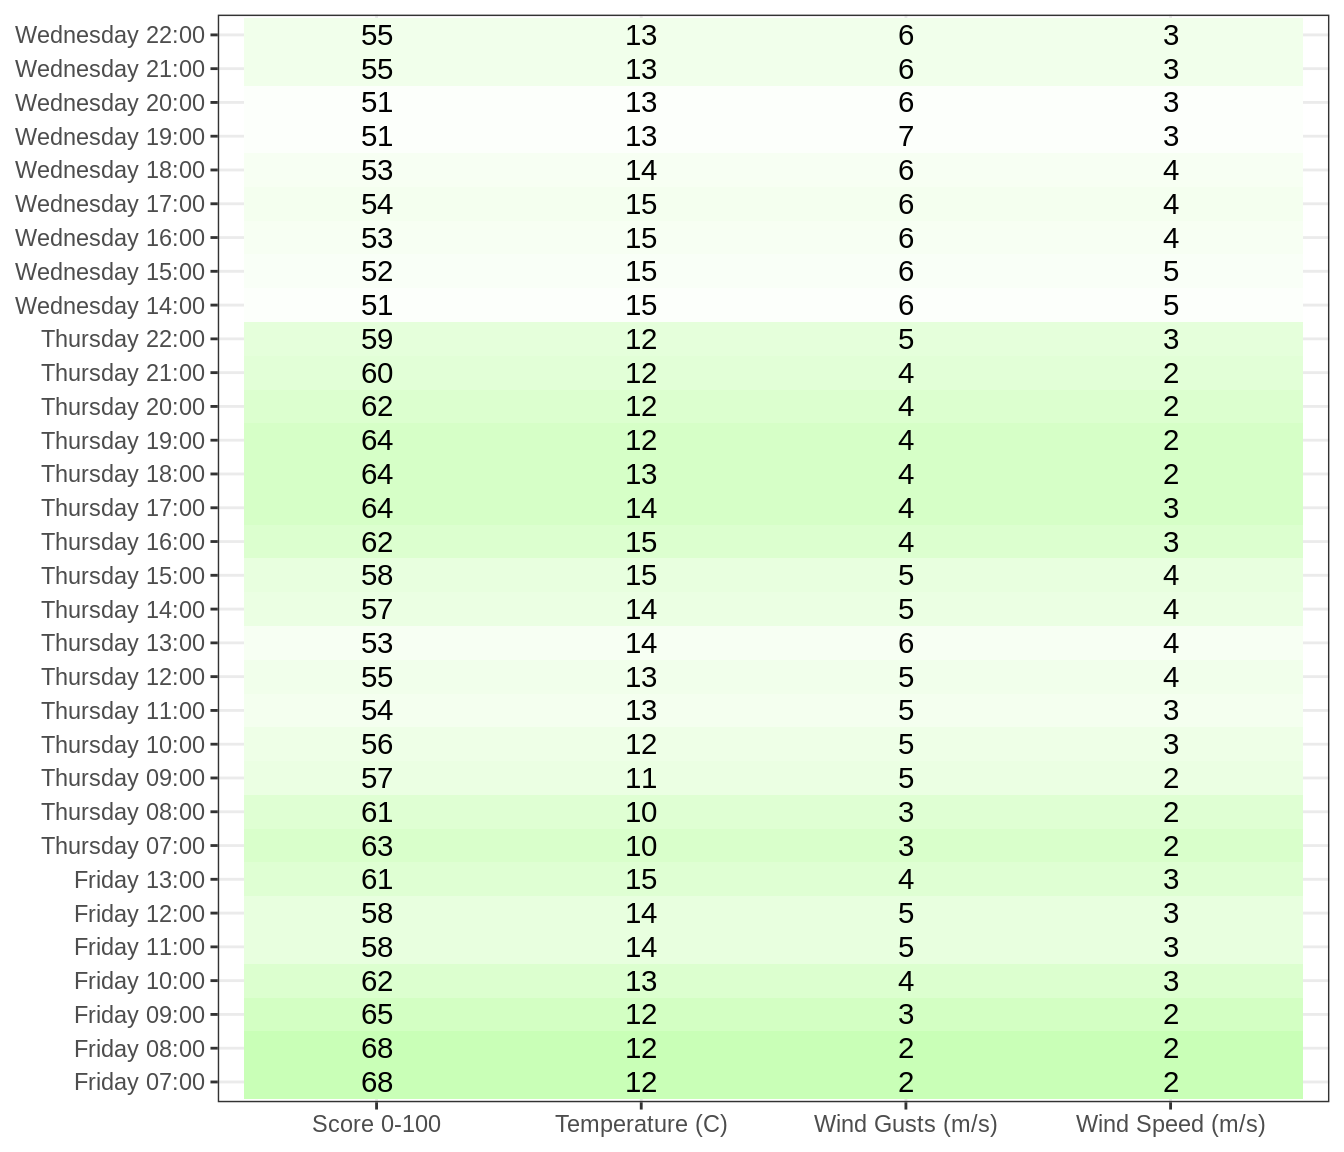 Wednesday 22:00 55 13 6 3
Wednesday 21:00 55 13 6 3
Wednesday 20:00 51 13 6 3
Wednesday 19:00 51 13 7 3
Wednesday 18:00 53 14 6 4
Wednesday 17:00 54 15 6 4
Wednesday 16:00 53 15 6 4
Wednesday 15:00 52 15 6 5
Wednesday 14:00 51 15 6 5
Thursday 22:00 59 12 5 3
Thursday 21:00 60 12 4 2
Thursday 20:00 62 12 4 2
Thursday 19:00 64 12 4 2
Thursday 18:00 64 13 4 2
Thursday 17:00 64 14 4 3
Thursday 16:00 62 15 4 3
Thursday 15:00 58 15 5 4
Thursday 14:00 57 14 5 4
Thursday 13:00 53 14 6 4
Thursday 12:00 55 13 5 4
Thursday 11:00 54 13 5 3
Thursday 10:00 56 12 5 3
Thursday 09:00 57 11 5 2
Thursday 08:00 61 10 3 2
Thursday 07:00 63 10 3 2
Friday 13:00 61 15 4 3
Friday 12:00 58 14 5 3
Friday 11:00 58 14 5 3
Friday 10:00 62 13 4 3
Friday 09:00 65 12 3 2
Friday 08:00 68 12 2 2
Friday 07:00 68 12 2 2
Score 0-100 Temperature (C) Wind Gusts (m/s) Wind Speed (m/s)